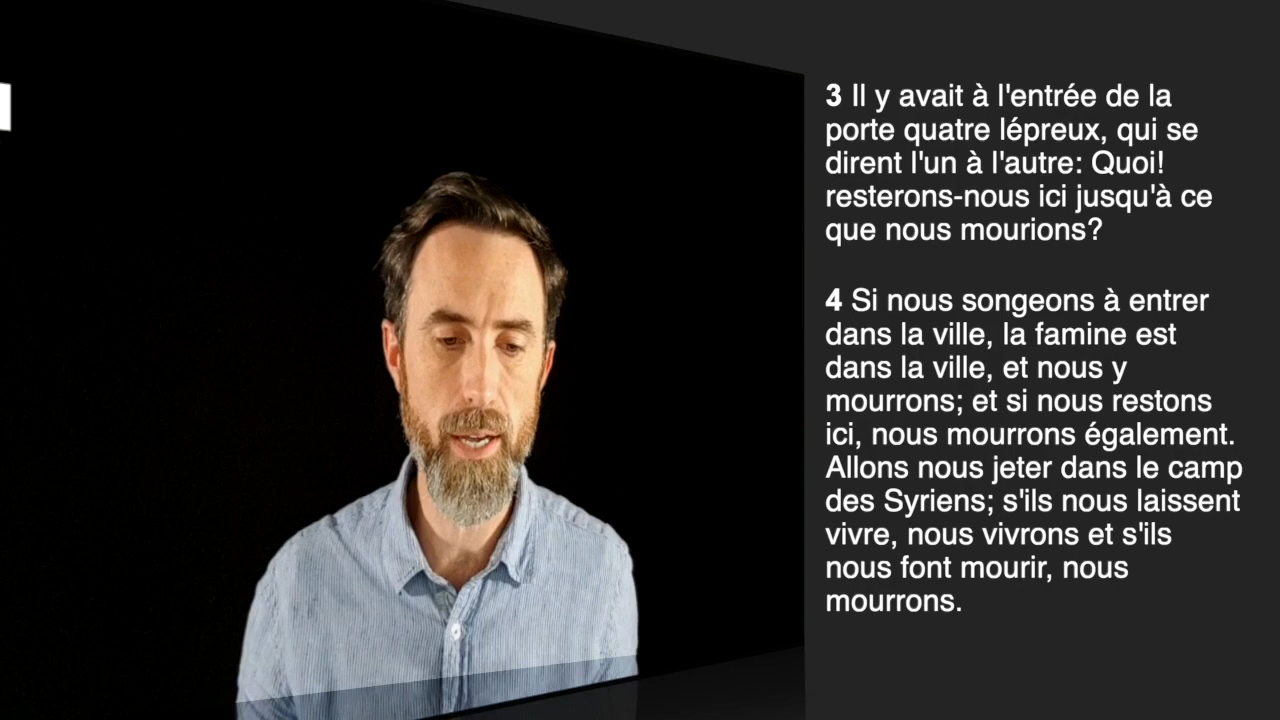 3 Il y avait à l'entrée de la
porte quatre lépreux, qui se
dirent l'un à l'autre: Quoi!
resterons-nous ici jusqu'à ce
que nous mourions?
4 Si nous songeons à entrer
dans la ville, la famine est
dans la ville, et nous y
mourrons; et si nous restons
ici, nous mourrons également.
Allons nous jeter dans le camp
des Syriens; s'ils nous laissent
vivre, nous vivrons et s'ils
nous font mourir, nous
mourrons.